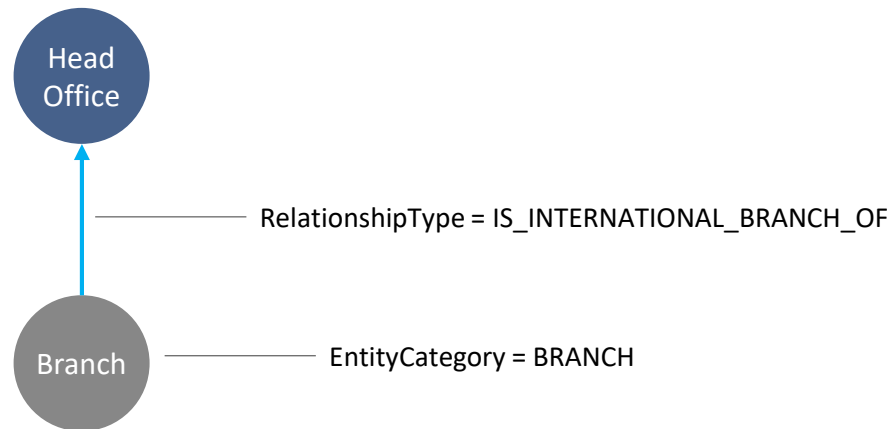 Head
Office
RelationshipType = IS_INTERNATIONAL_BRANCH_OF
Branch
EntityCategory = BRANCH